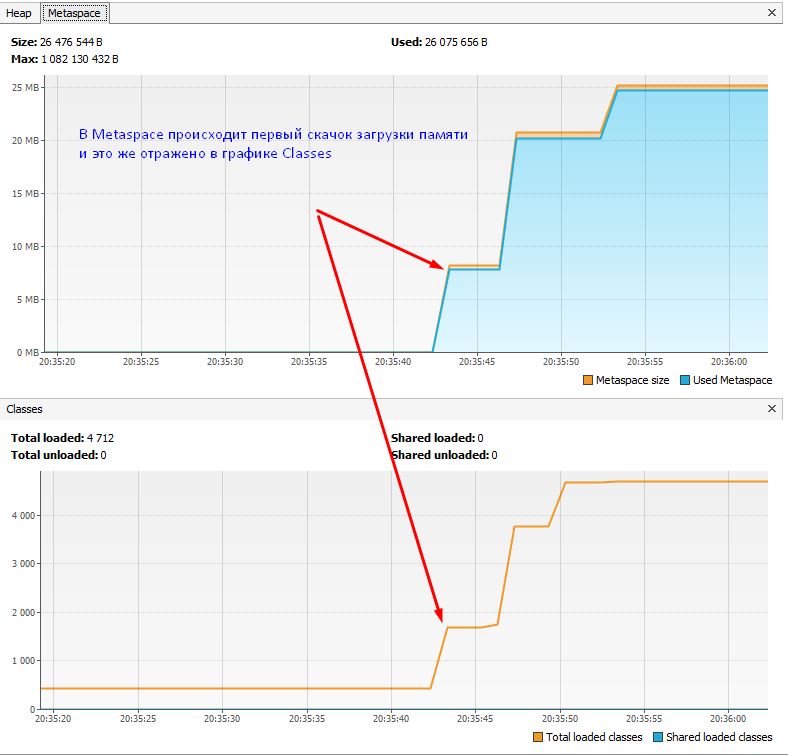 Heap Metaspace
Size: 26 476 544 B Used: 26 075 656 B
Max: 1 082 130 432 B
25 MB
20 MB
15 MB
10 MB
5 MB
0 MB
В Metaspace происходит первый скачок загрузки памяти
и это же отражено в графике Classes
20:35:20 20:35:25 20:35:30 20:35:35 20:35:40 20:35:45 20:35:50 20:35:55 20:36:00
Metaspace size Used Metaspace
Classes
Total loaded: 4 712 Shared loaded: 0
Total unloaded: 0 Shared unloaded: 0
4 000
3 000
2 000
1 000
0
20:35:20 20:35:25 20:35:30 20:35:35 20:35:40 20:35:45 20:35:50 20:35:55 20:36:00
Total loaded classes Shared loaded classes